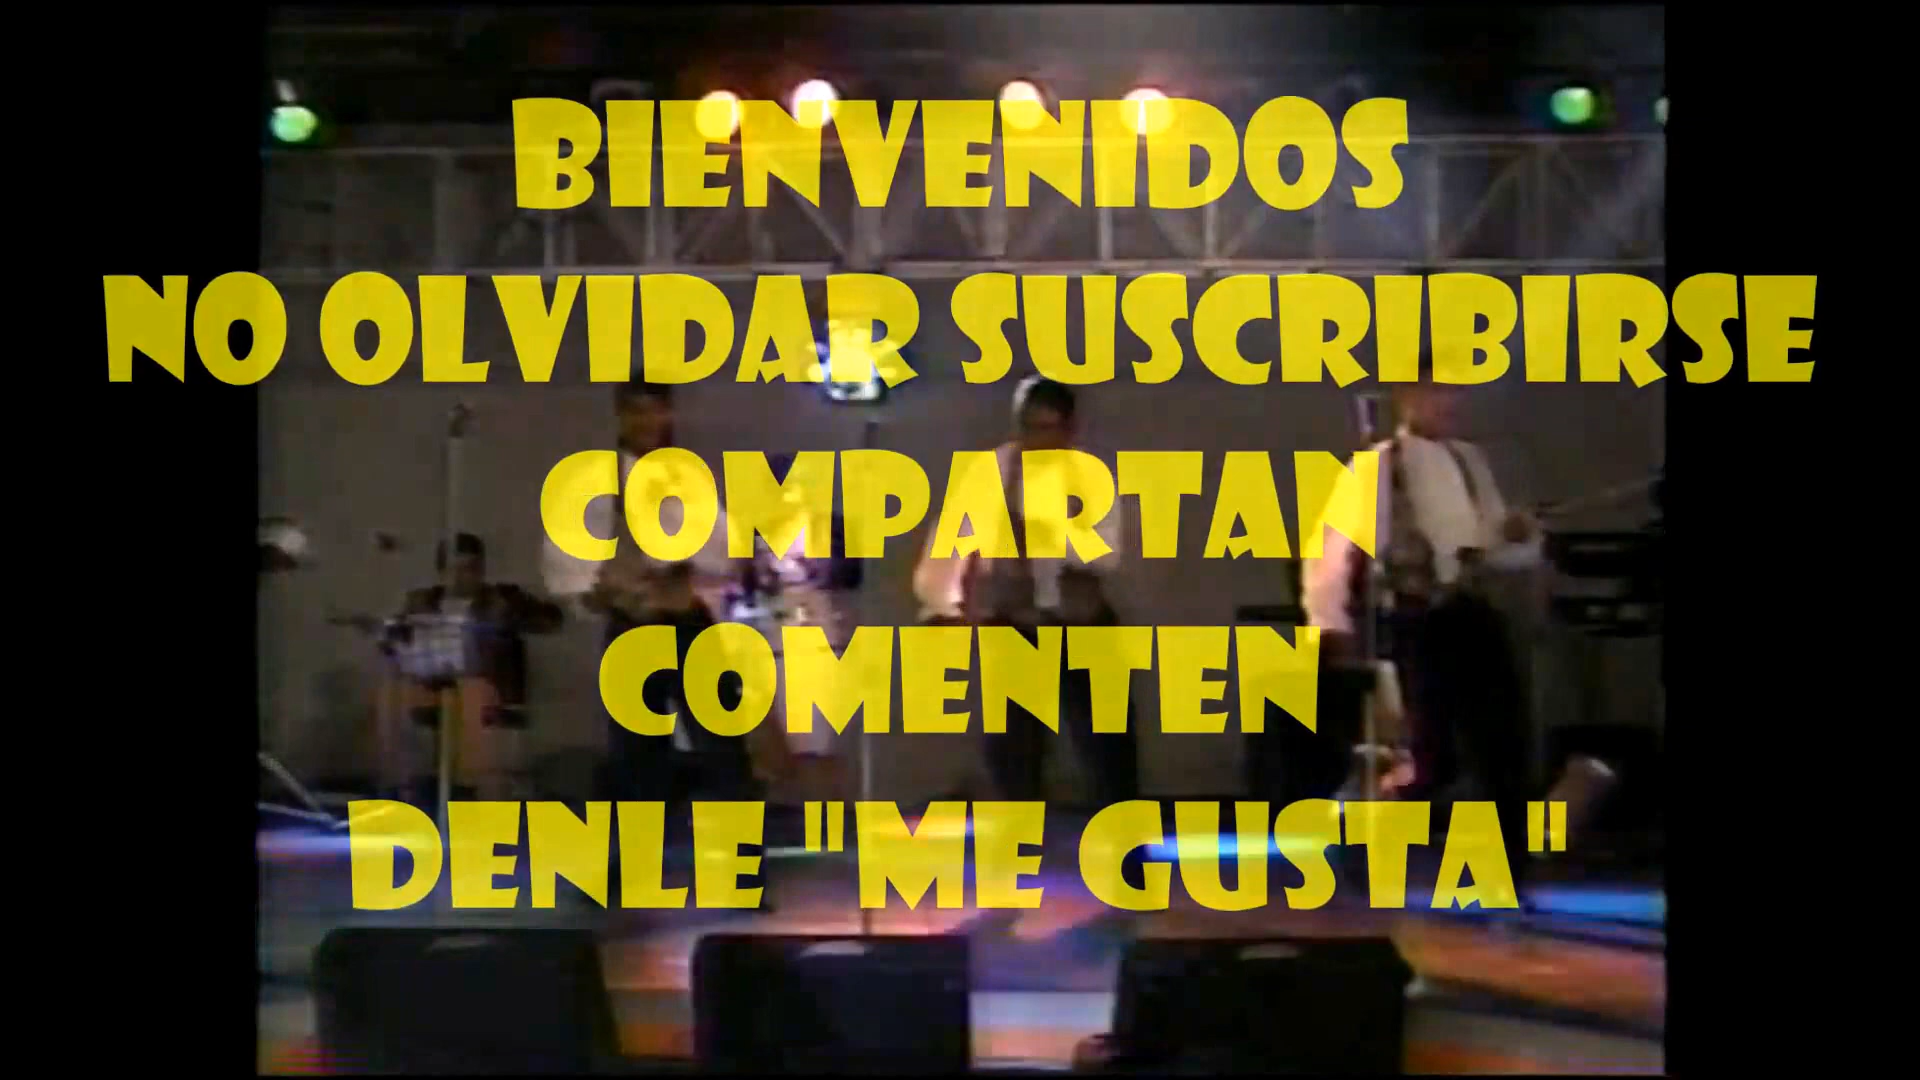 BIENVENIDOS
NO OLVIDAR SUSCRIBIRSE
COMPARTAN
COMENTEN
DENLE "ME GUSTA"